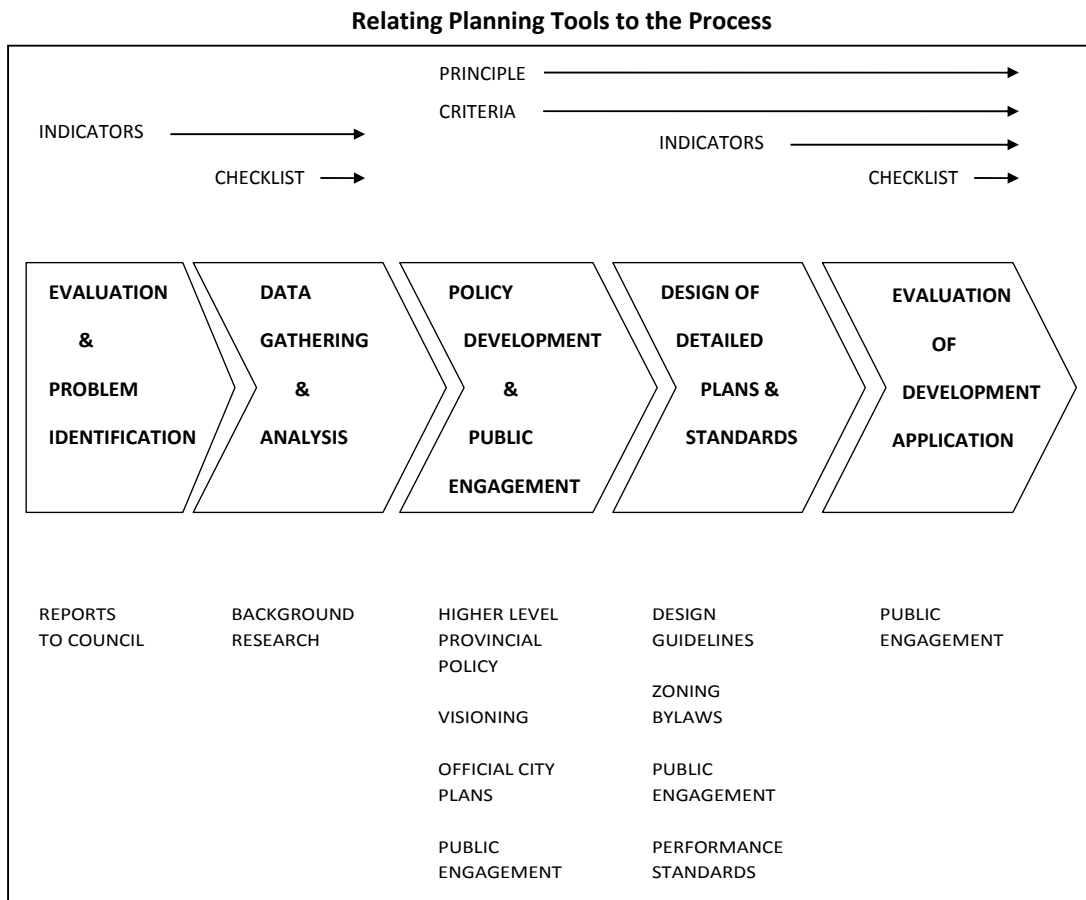 Relating Planning Tools to the Process
PRINCIPLE
CRITERIA
INDICATORS
INDICATORS
CHECKLIST
CHECKLIST
EVALUATION
&
PROBLEM
IDENTIFICATION
DATA
GATHERING
&
ANALYSIS
POLICY
DEVELOPMENT
&
PUBLIC
ENGAGEMENT
DESIGN OF
DETAILED
PLANS &
STANDARDS
EVALUATION
OF
DEVELOPMENT
APPLICATION
REPORTS
TO COUNCIL
BACKGROUND
RESEARCH
HIGHER LEVEL
PROVINCIAL
POLICY
VISIONING
OFFICIAL CITY
PLANS
PUBLIC
ENGAGEMENT
DESIGN
GUIDELINES
ZONING
BYLAWS
PUBLIC
ENGAGEMENT
PERFORMANCE
STANDARDS
PUBLIC
ENGAGEMENT